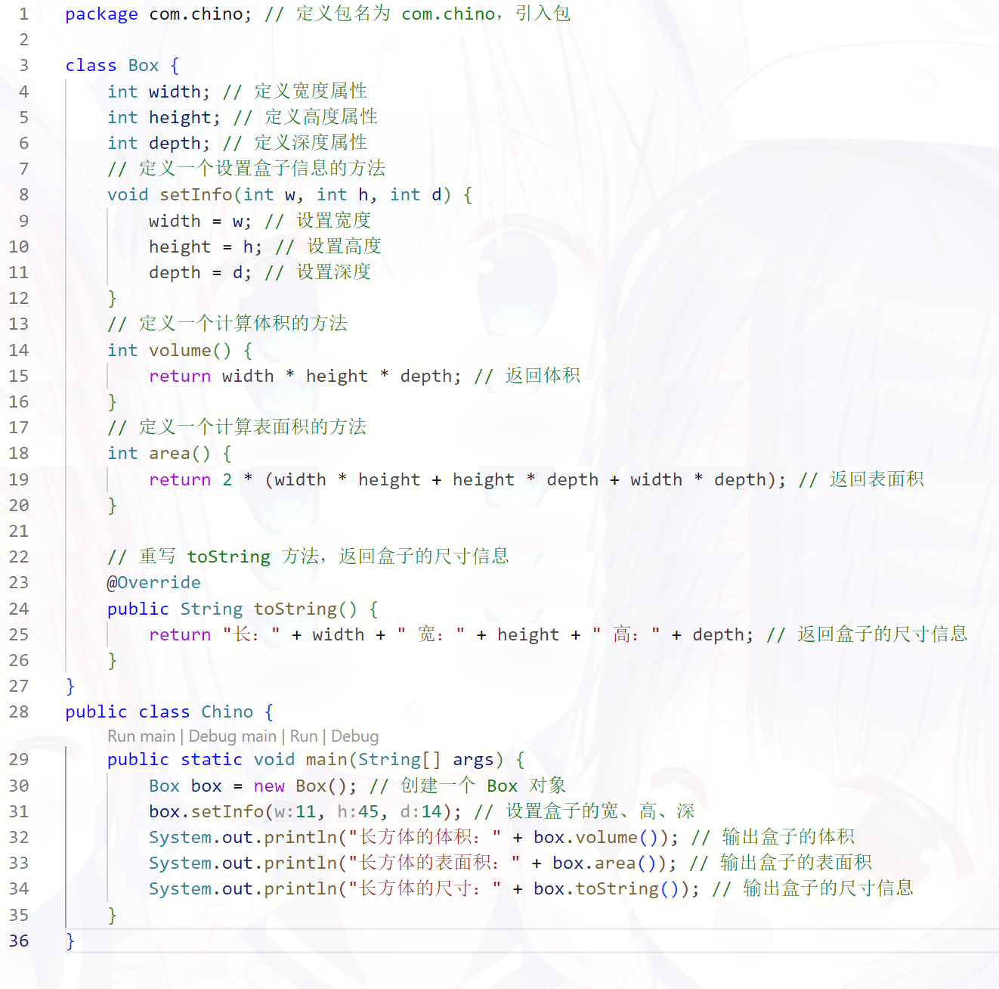 1 package com.chino; // 定义包名为 com.chino，引入包
2
3 class Box {
4 int width; // 定义宽度属性
5 int height; // 定义高度属性
6 int depth; // 定义深度属性
7 // 定义一个设置盒子信息的方法
8 void setInfo(int w, int h, int d) {
9 width = w; // 设置宽度
10 height = h; // 设置高度
11 depth = d; // 设置深度
12 }
13 // 定义一个计算体积的方法
14 int volume() {
15 return width * height * depth; // 返回体积
16 }
17 // 定义一个计算表面积的方法
18 int area() {
19 return 2 * (width * height + height * depth + width * depth); // 返回表面积
20 }
21
22 // 重写 toString 方法，返回盒子的尺寸信息
23 @Override
24 public String toString() {
25 return "长：" + width + " 宽：" + height + " 高：" + depth; // 返回盒子的尺寸信息
26 }
27 }
28 public class Chino {
Run main | Debug main | Run | Debug
29 public static void main(String[] args) {
30 Box box = new Box(); // 创建一个 Box 对象
31 box.setInfo(w:11, h:45, d:14); // 设置盒子的宽、高、深
32 System.out.println("长方体的体积：" + box.volume()); // 输出盒子的体积
33 System.out.println("长方体的表面积：" + box.area()); // 输出盒子的表面积
34 System.out.println("长方体的尺寸：" + box.toString()); // 输出盒子的尺寸信息
35 }
36 }